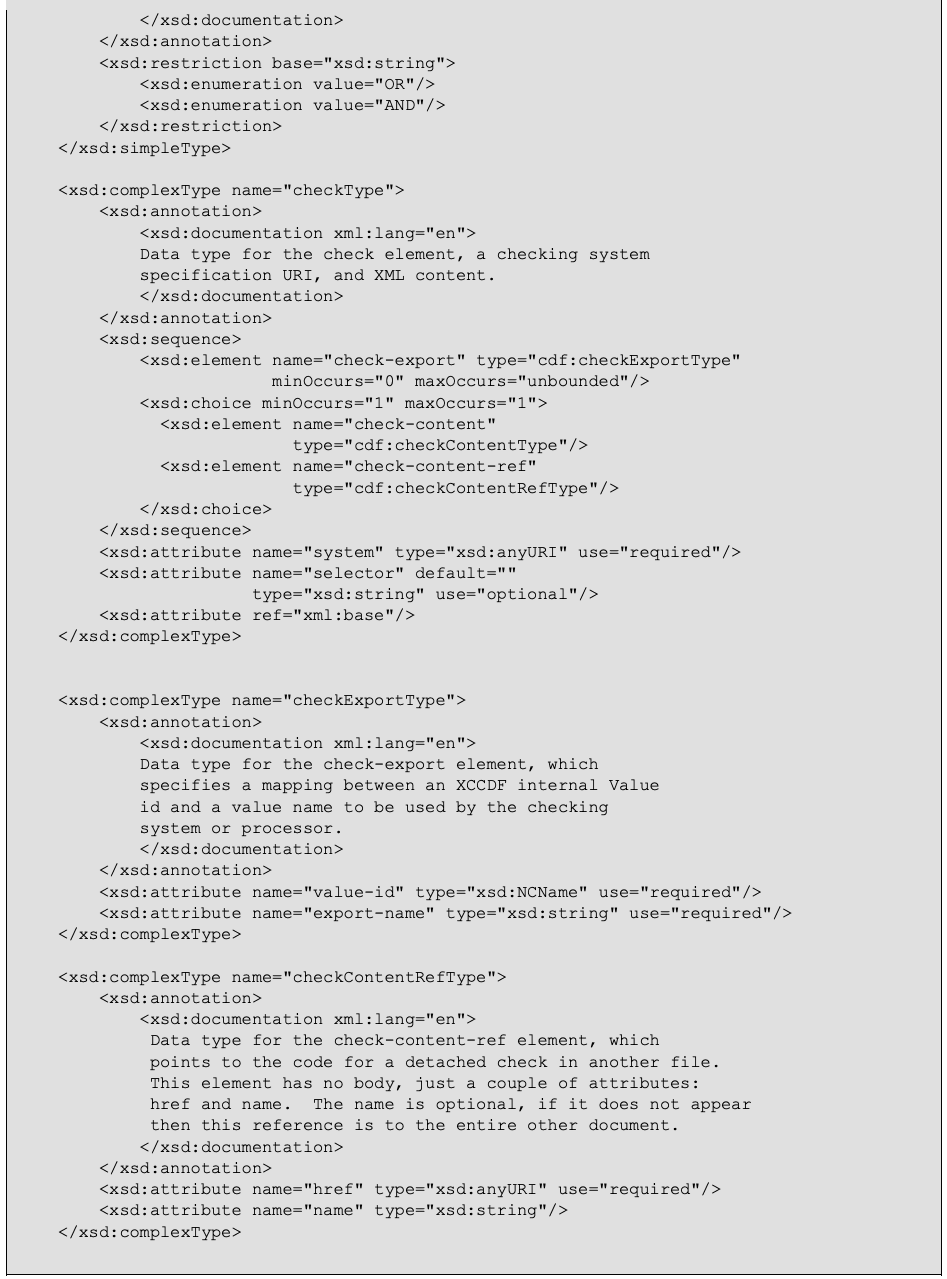 </xsd:documentation>
    </xsd:annotation>
    <xsd:restriction base="xsd:string">
        <xsd:enumeration value="OR"/>
        <xsd:enumeration value="AND"/>
    </xsd:restriction>
</xsd:simpleType>

<xsd:complexType name="checkType">
    <xsd:annotation>
        <xsd:documentation xml:lang="en">
        Data type for the check element, a checking system
        specification URI, and XML content.
        </xsd:documentation>
    </xsd:annotation>
    <xsd:sequence>
        <xsd:element name="check-export" type="cdf:checkExportType"
                     minOccurs="0" maxOccurs="unbounded"/>
        <xsd:choice minOccurs="1" maxOccurs="1">
          <xsd:element name="check-content"
                       type="cdf:checkContentType"/>
          <xsd:element name="check-content-ref"
                       type="cdf:checkContentRefType"/>
        </xsd:choice>
    </xsd:sequence>
    <xsd:attribute name="system" type="xsd:anyURI" use="required"/>
    <xsd:attribute name="selector" default=""
                   type="xsd:string" use="optional"/>
    <xsd:attribute ref="xml:base"/>
</xsd:complexType>

<xsd:complexType name="checkExportType">
    <xsd:annotation>
        <xsd:documentation xml:lang="en">
        Data type for the check-export element, which
        specifies a mapping between an XCCDF internal Value
        id and a value name to be used by the checking
        system or processor.
        </xsd:documentation>
    </xsd:annotation>
    <xsd:attribute name="value-id" type="xsd:NCName" use="required"/>
    <xsd:attribute name="export-name" type="xsd:string" use="required"/>
</xsd:complexType>

<xsd:complexType name="checkContentRefType">
    <xsd:annotation>
        <xsd:documentation xml:lang="en">
         Data type for the check-content-ref element, which
         points to the code for a detached check in another file.
         This element has no body, just a couple of attributes:
         href and name.  The name is optional, if it does not appear
         then this reference is to the entire other document.
        </xsd:documentation>
    </xsd:annotation>
    <xsd:attribute name="href" type="xsd:anyURI" use="required"/>
    <xsd:attribute name="name" type="xsd:string"/>
</xsd:complexType>